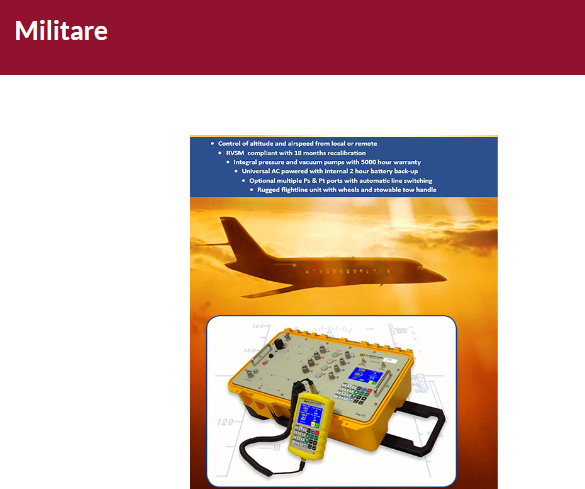 Militare
• Control of altitude and airspeed from local or remote
• RVSM compliant with 18 months recalibration
• Integral pressure and vacuum pumps with 5000 hour warranty
• Universal AC powered with internal 2 hour battery back-up
• Optional multiple Ps & Pt ports with automatic line switching
• Rugged flightline unit with wheels and stowable tow handle
120
10